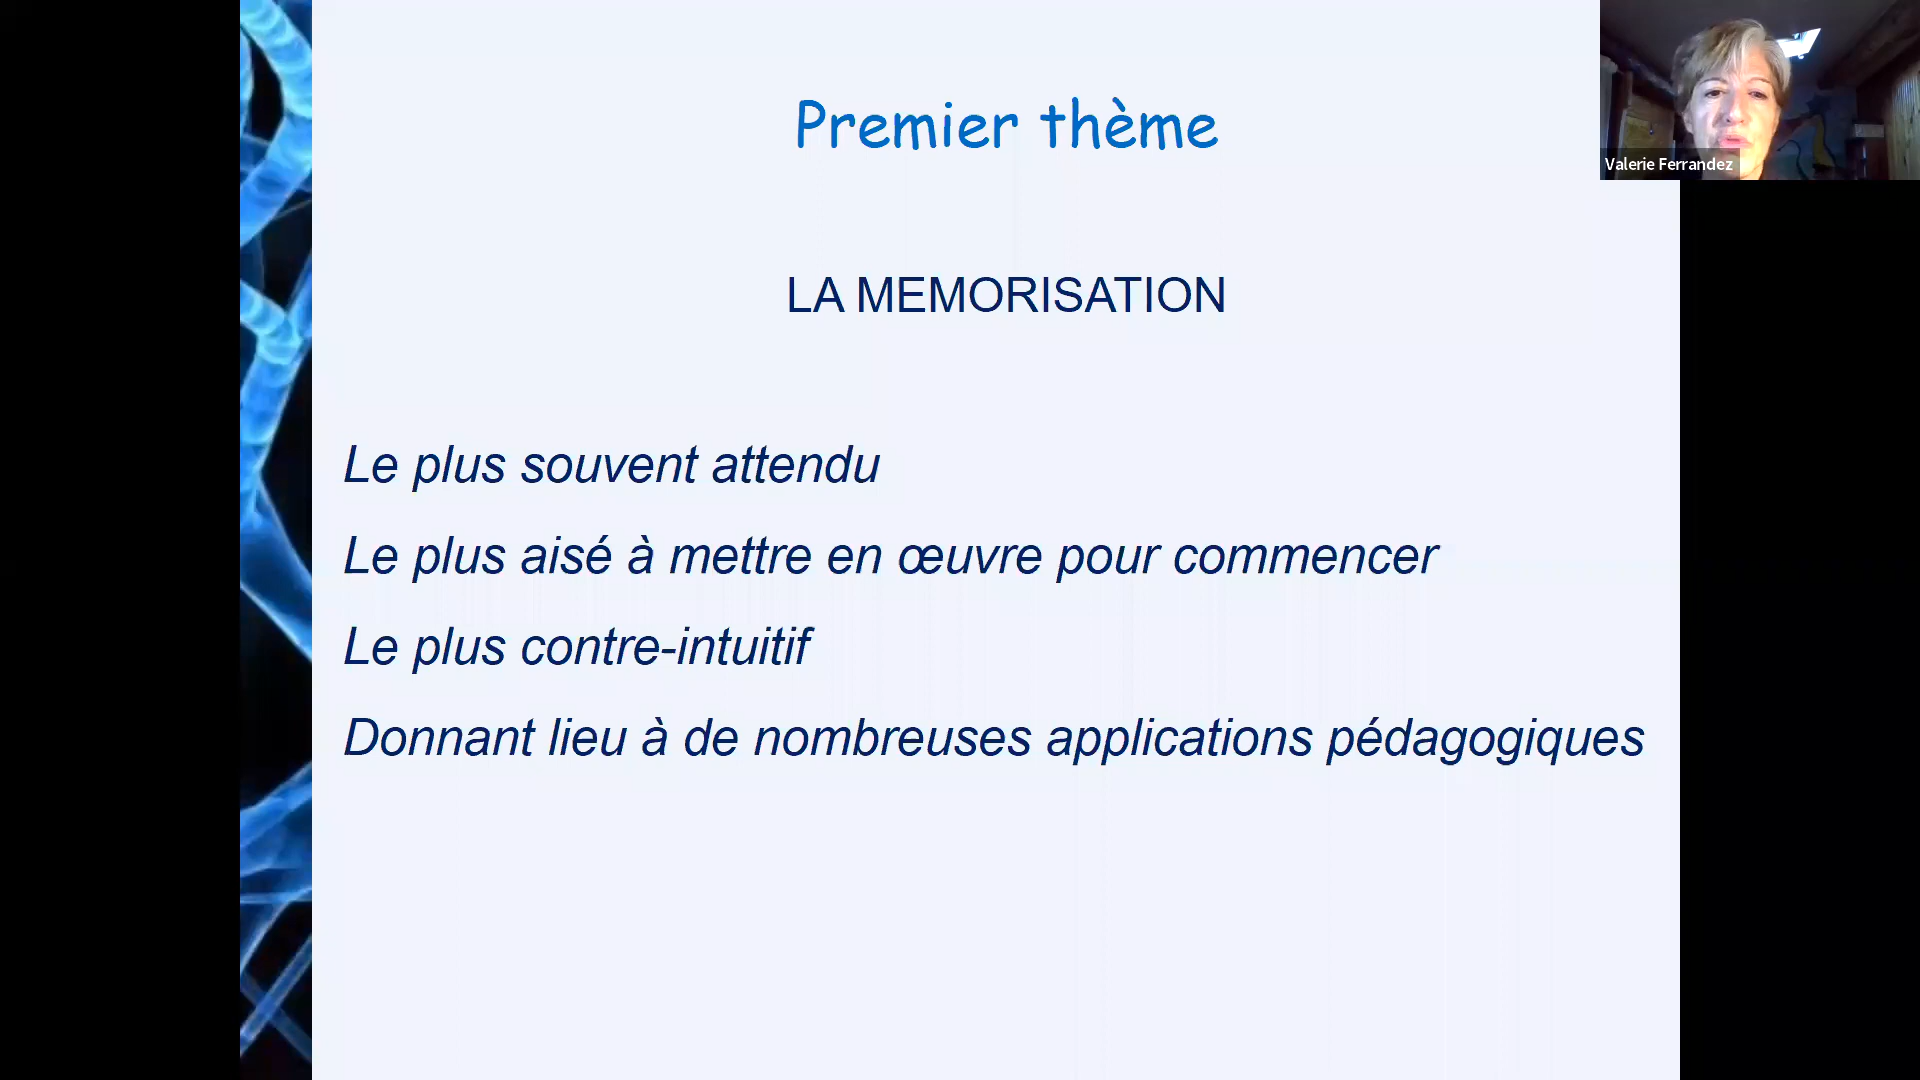 Premier thème
Valerie Ferrandez
LA MEMORISATION
Le plus souvent attendu
Le plus aisé à mettre en œuvre pour commencer
Le plus contre-intuitif
Donnant lieu à de nombreuses applications pédagogiques